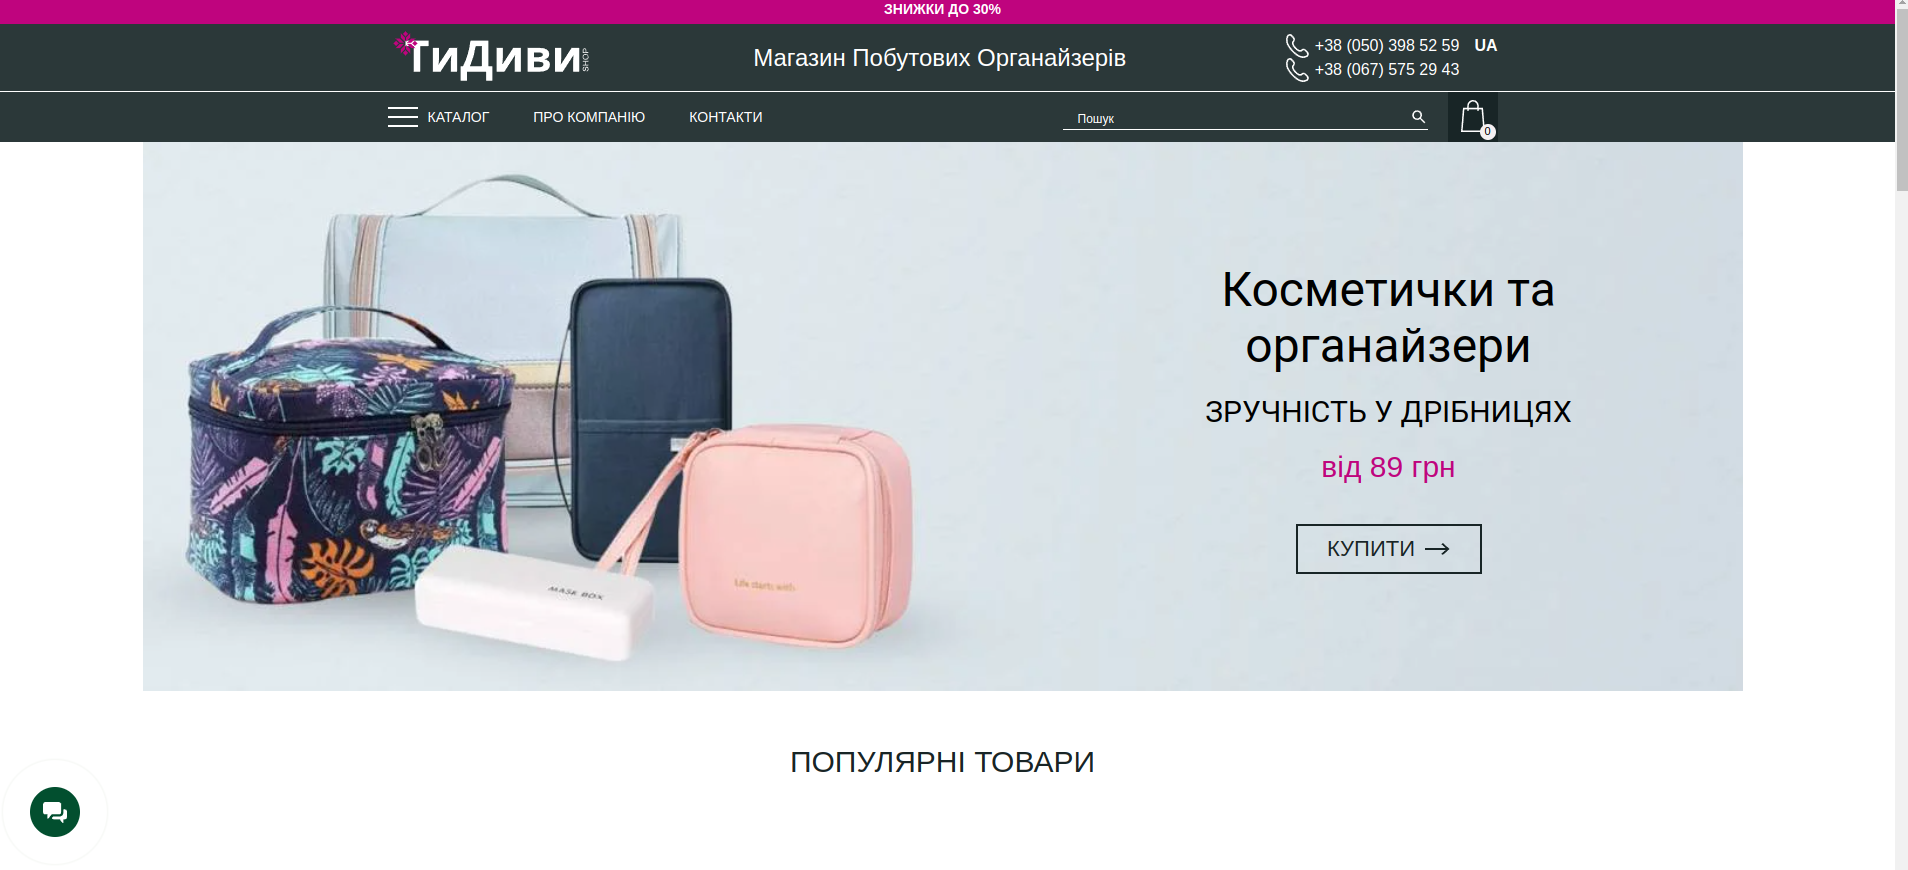 ЗНИЖКИ ДО 30%
ТиДиви SHOP
Магазин Побутових Органайзерів
+38 (050) 398 52 59 UA
+38 (067) 575 29 43
КАТАЛОГ ПРО КОМПАНІЮ КОНТАКТИ Пошук 0
Косметички та
органайзери
ЗРУЧНІСТЬ У ДРІБНИЦЯХ
від 89 грн
КУПИТИ
MASK BOX
Life starts with
ПОПУЛЯРНІ ТОВАРИ